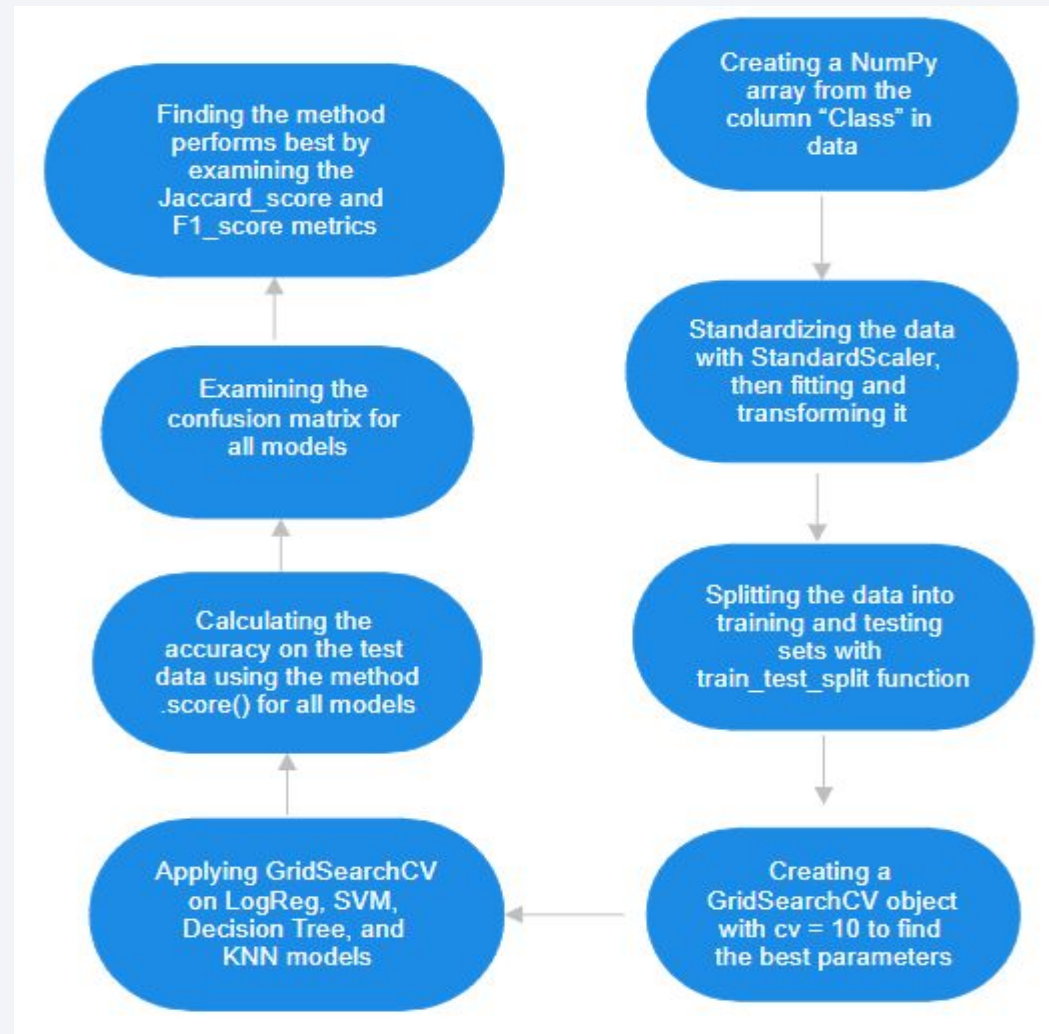 Creating a NumPy
array from the
column “Class” in
data
Standardizing the data
with StandardScaler,
then fitting and
transforming it
Splitting the data into
training and testing
sets with
train_test_split function
Creating a
GridSearchCV object
with cv = 10 to find
the best parameters
Applying GridSearchCV
on LogReg, SVM,
Decision Tree, and
KNN models
Calculating the
accuracy on the test
data using the method
.score() for all models
Examining the
confusion matrix for
all models
Finding the method
performs best by
examining the
Jaccard_score and
F1_score metrics